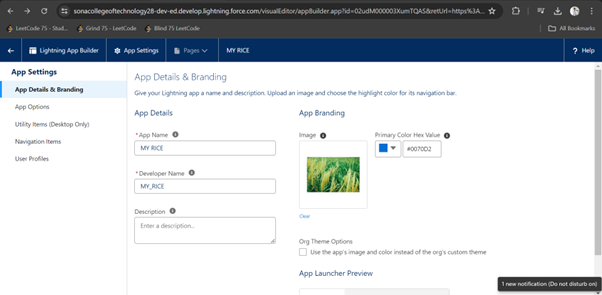 sonacollegeoftechnology28-dev-ed.develop.lightning.force.com/visualEditor/appBuilder.app?id=02udM000003XumTQAS&retUrl=https%3A...
LeetCode 75 - Stud...
Grind 75 - LeetCode
Blind 75 LeetCode
All Bookmarks
Lightning App Builder
App Settings
Pages
MY RICE
? Help
App Settings
App Details & Branding
App Options
Utility Items (Desktop Only)
Navigation Items
User Profiles
App Details & Branding
Give your Lightning app a name and description. Upload an image and choose the highlight color for its navigation bar.
App Details
* App Name
MY RICE
* Developer Name
MY_RICE
Description
Enter a description...
App Branding
Image
Clear
Primary Color Hex Value
#0070D2
Org Theme Options
Use the app's image and color instead of the org's custom theme
App Launcher Preview
1 new notification (Do not disturb on)